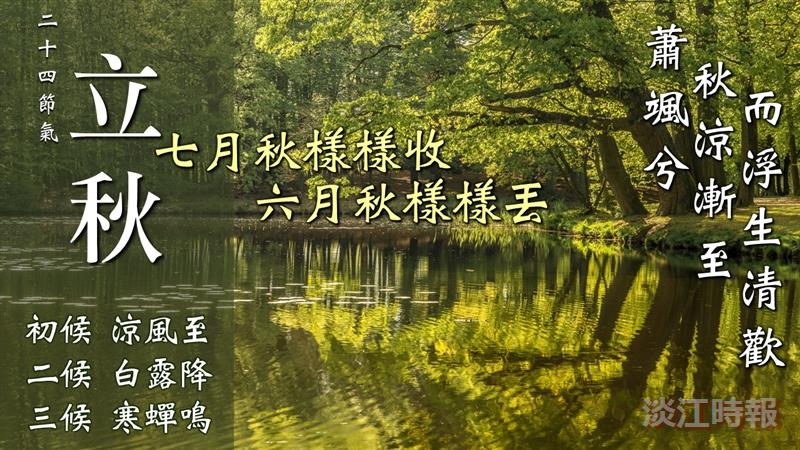 二十四節氣
立秋
七月秋樣樣收
六月秋樣樣丟
蕭颯兮
秋涼漸至
而浮生清歡
初候 涼風至
二候 白露降
三候 寒蟬鳴
淡江時報